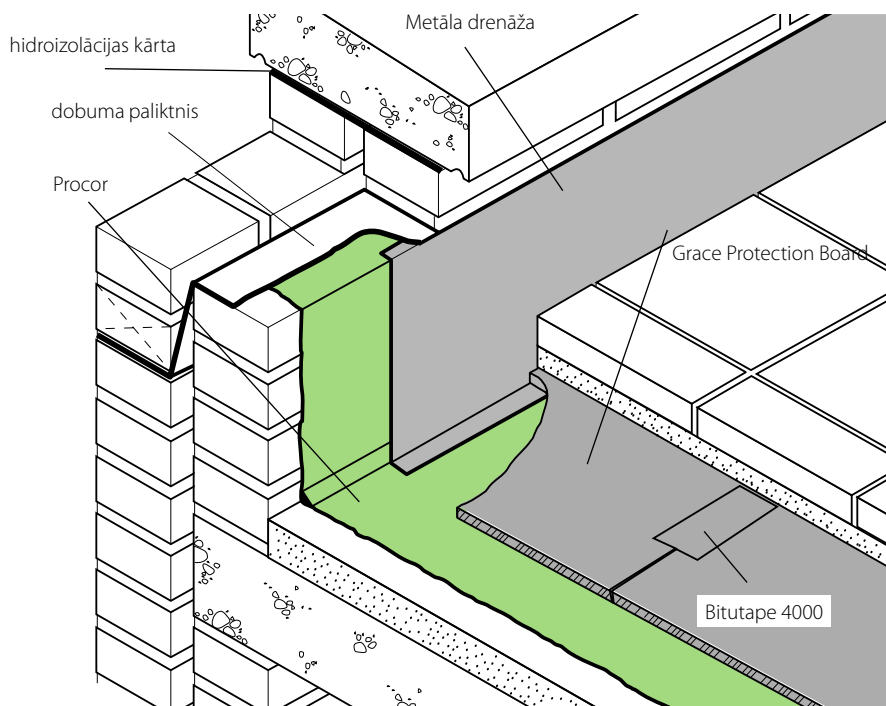 Metāla drenāža
hidroizolācijas kārta
dobuma paliktnis
Procor
Grace Protection Board
Bitutape 4000